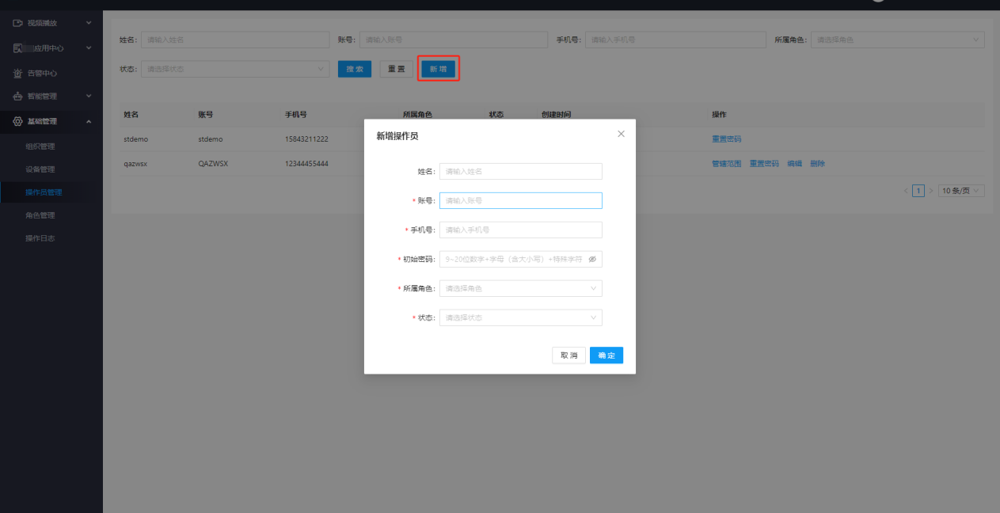 视频播放
应用中心
告警中心
智能管理
基础管理
组织管理
设备管理
操作员管理
角色管理
操作日志
姓名: 请输入姓名 账号: 请输入账号 手机号: 请输入手机号 所属角色: 请选择角色
状态: 请选择状态 搜索 重置 新增
姓名 账号 手机号 所属角色 状态 创建时间 操作
stdemo stdemo 15843211222 重置密码
qazwsx QAZWSX 12344455444 管辖范围 重置密码 编辑 删除
< 1 > 10 条/页
新增操作员
姓名: 请输入姓名
* 账号: 请输入账号
* 手机号: 请输入手机号
* 初始密码: 9~20位数字+字母（含大小写）+特殊字符
* 所属角色: 请选择角色
* 状态: 请选择状态
取消 确定